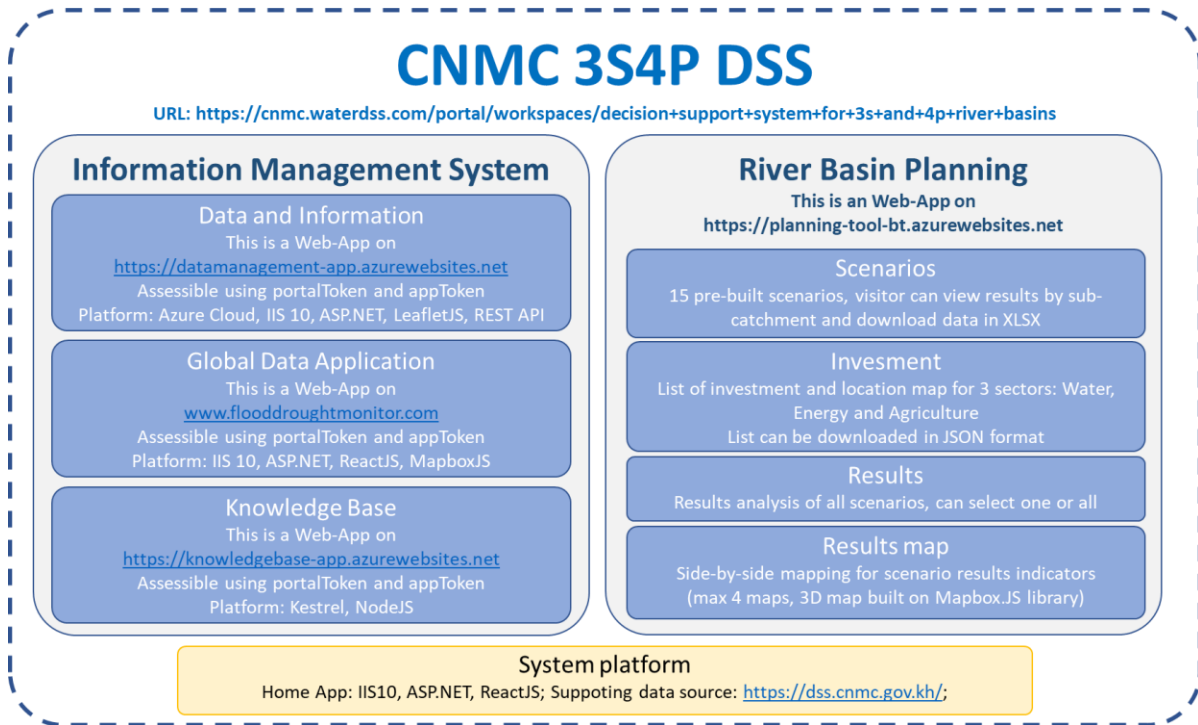 CNMC 3S4P DSS
URL: https://cnmc.waterdss.com/portal/workspaces/decision+support+system+for+3s+and+4p+river+basins
Information Management System
Data and Information
This is a Web-App on
https://datamanagement-app.azurewebsites.net
Assessible using portalToken and appToken
Platform: Azure Cloud, IIS 10, ASP.NET, LeafletJS, REST API
Global Data Application
This is a Web-App on
www.flooddroughtmonitor.com
Assessible using portalToken and appToken
Platform: IIS 10, ASP.NET, ReactJS, MapboxJS
Knowledge Base
This is a Web-App on
https://knowledgebase-app.azurewebsites.net
Assessible using portalToken and appToken
Platform: Kestrel, NodeJS
River Basin Planning
This is an Web-App on
https://planning-tool-bt.azurewebsites.net
Scenarios
15 pre-built scenarios, visitor can view results by sub-
catchment and download data in XLSX
Invesment
List of investment and location map for 3 sectors: Water,
Energy and Agriculture
List can be downloaded in JSON format
Results
Results analysis of all scenarios, can select one or all
Results map
Side-by-side mapping for scenario results indicators
(max 4 maps, 3D map built on Mapbox.JS library)
System platform
Home App: IIS10, ASP.NET, ReactJS; Suppoting data source: https://dss.cnmc.gov.kh/;